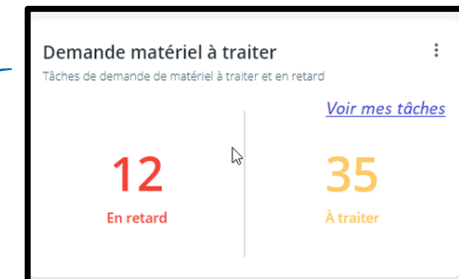 Demande matériel à traiter
Tâches de demande de matériel à traiter et en retard
Voir mes tâches
12
35
En retard
À traiter